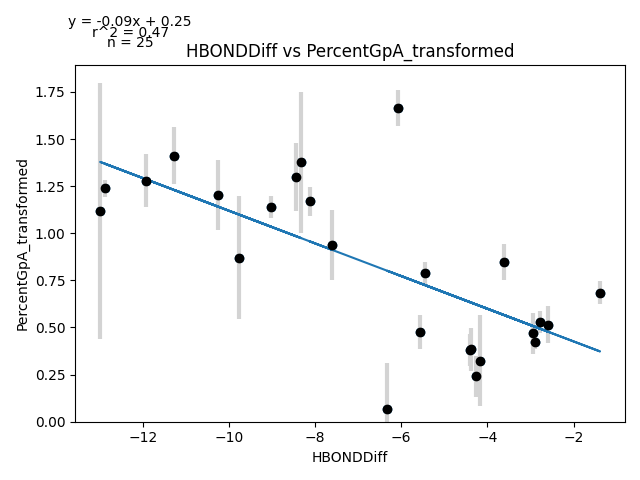 y = -0.09x + 0.25
r^2 = 0.47
n = 25
HBONDDiff vs PercentGpA_transformed
PercentGpA_transformed
1.75
1.50
1.25
1.00
0.75
0.50
0.25
0.00
−12
−10
−8
−6
−4
−2
HBONDDiff